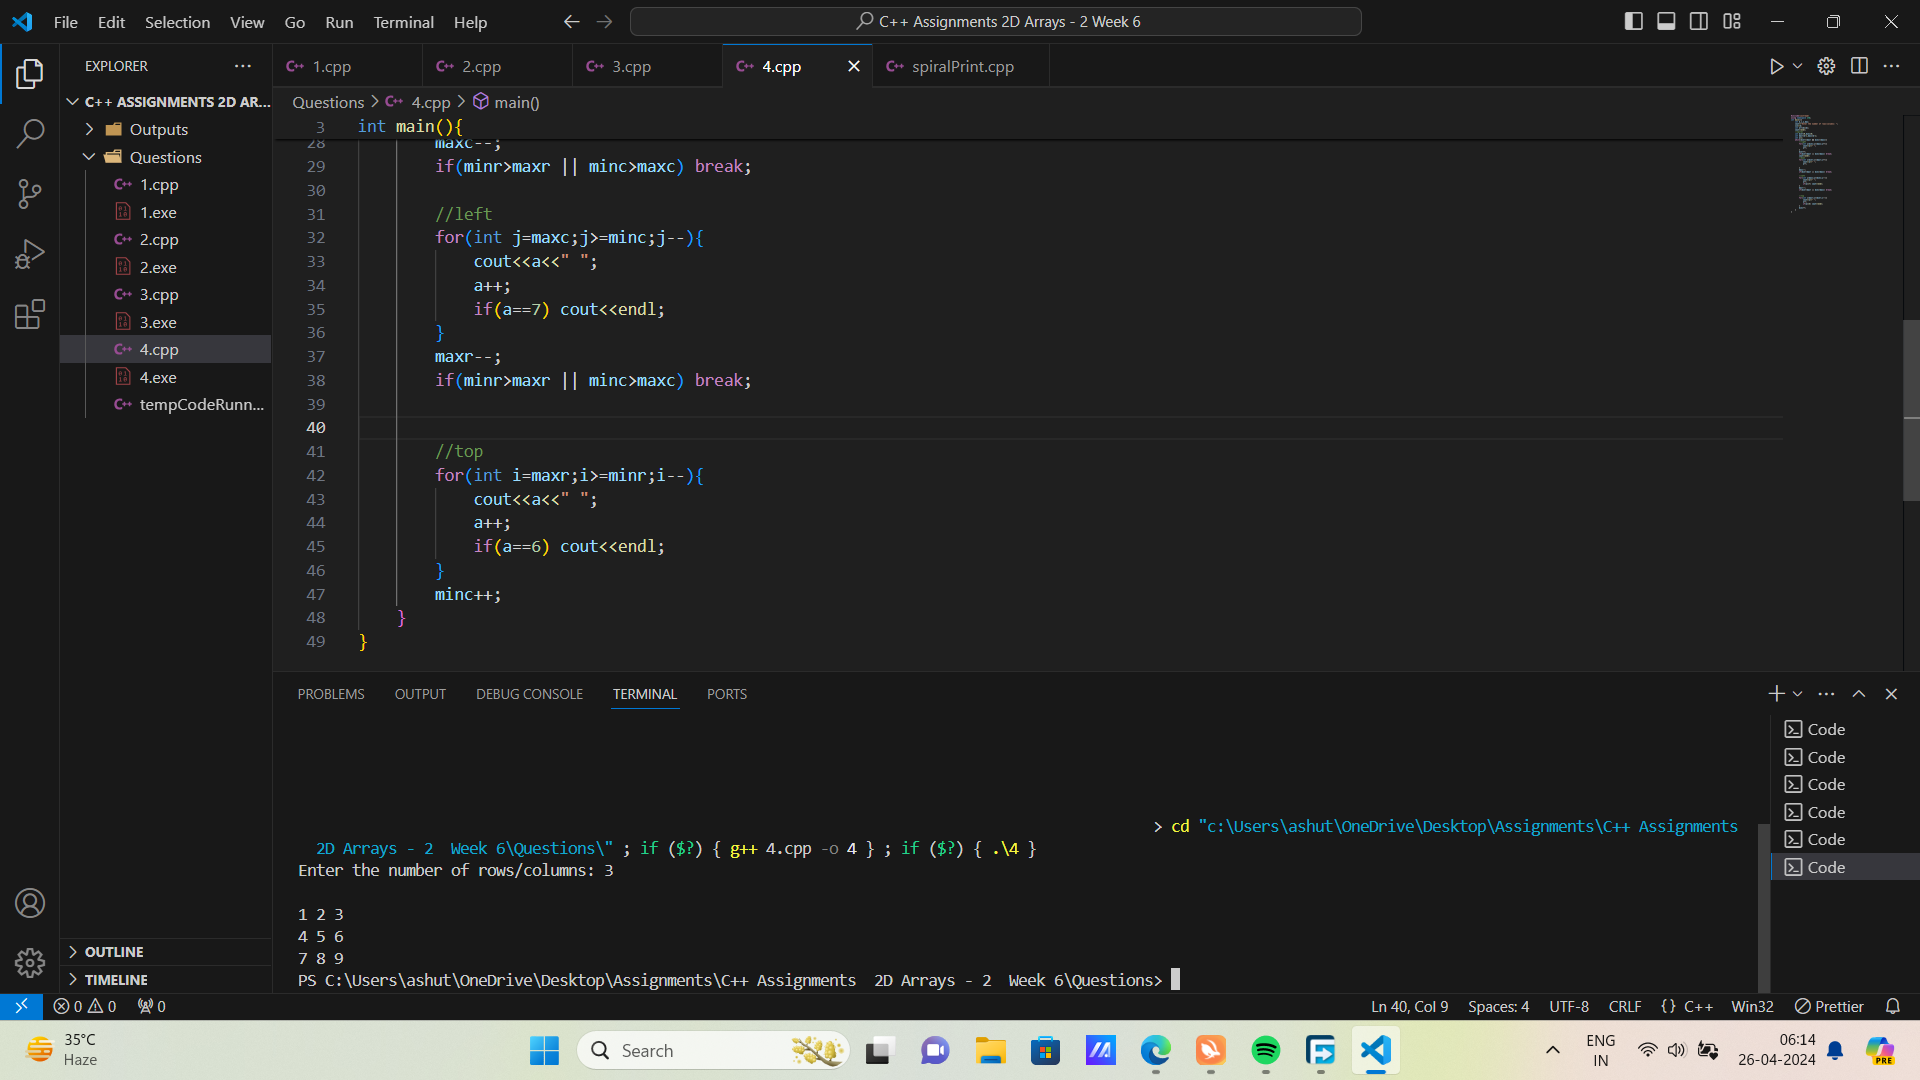 File Edit Selection View Go Run Terminal Help
C++ Assignments 2D Arrays - 2 Week 6
EXPLORER
C++ ASSIGNMENTS 2D AR...
Outputs
Questions
1.cpp
1.exe
2.cpp
2.exe
3.cpp
3.exe
4.cpp
4.exe
tempCodeRunn...
OUTLINE
TIMELINE
1.cpp 2.cpp 3.cpp 4.cpp spiralPrint.cpp
Questions > 4.cpp > main()
3 int main(){
28 maxc--;
29 if(minr>maxr || minc>maxc) break;
30
31 //left
32 for(int j=maxc;j>=minc;j--){
33 cout<<a<<" ";
34 a++;
35 if(a==7) cout<<endl;
36 }
37 maxr--;
38 if(minr>maxr || minc>maxc) break;
39
40
41 //top
42 for(int i=maxr;i>=minr;i--){
43 cout<<a<<" ";
44 a++;
45 if(a==6) cout<<endl;
46 }
47 minc++;
48 }
49 }
PROBLEMS OUTPUT DEBUG CONSOLE TERMINAL PORTS
> cd "c:\Users\ashut\OneDrive\Desktop\Assignments\C++ Assignments
2D Arrays - 2  Week 6\Questions\" ; if ($?) { g++ 4.cpp -o 4 } ; if ($?) { .\4 }
Enter the number of rows/columns: 3
1 2 3
4 5 6
7 8 9
PS C:\Users\ashut\OneDrive\Desktop\Assignments\C++ Assignments  2D Arrays - 2  Week 6\Questions>
Code
Code
Code
Code
Code
Code
0 0 0
Ln 40, Col 9 Spaces: 4 UTF-8 CRLF {} C++ Win32 Prettier
35°C
Haze
Search
ENG
IN
06:14
26-04-2024
PRE